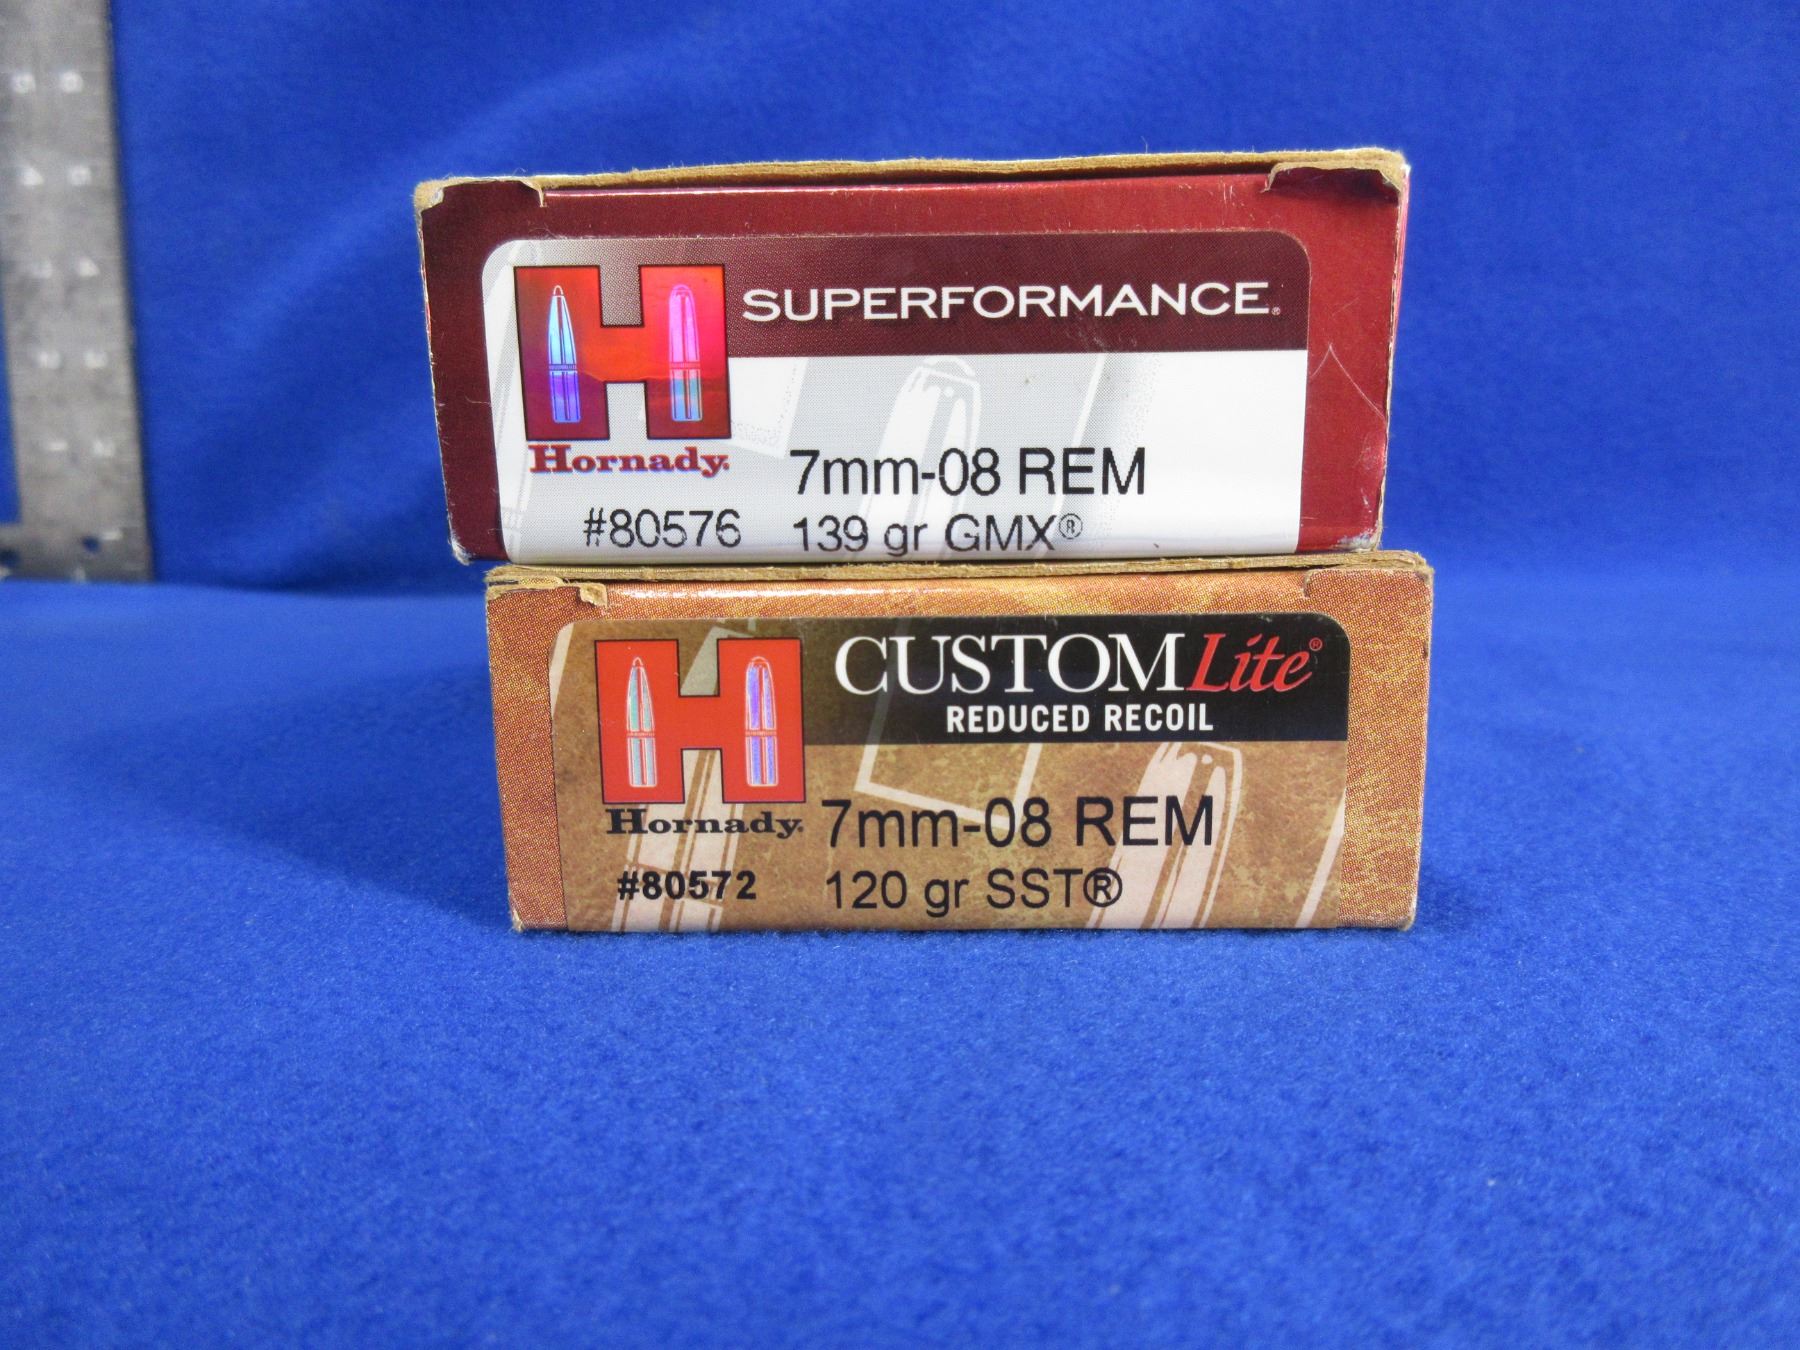 SUPERFORMANCE®
Hornady®
7mm-08 REM
#80576 139 gr GMX®
CUSTOM Lite®
REDUCED RECOIL
Hornady®
7mm-08 REM
#80572 120 gr SST®